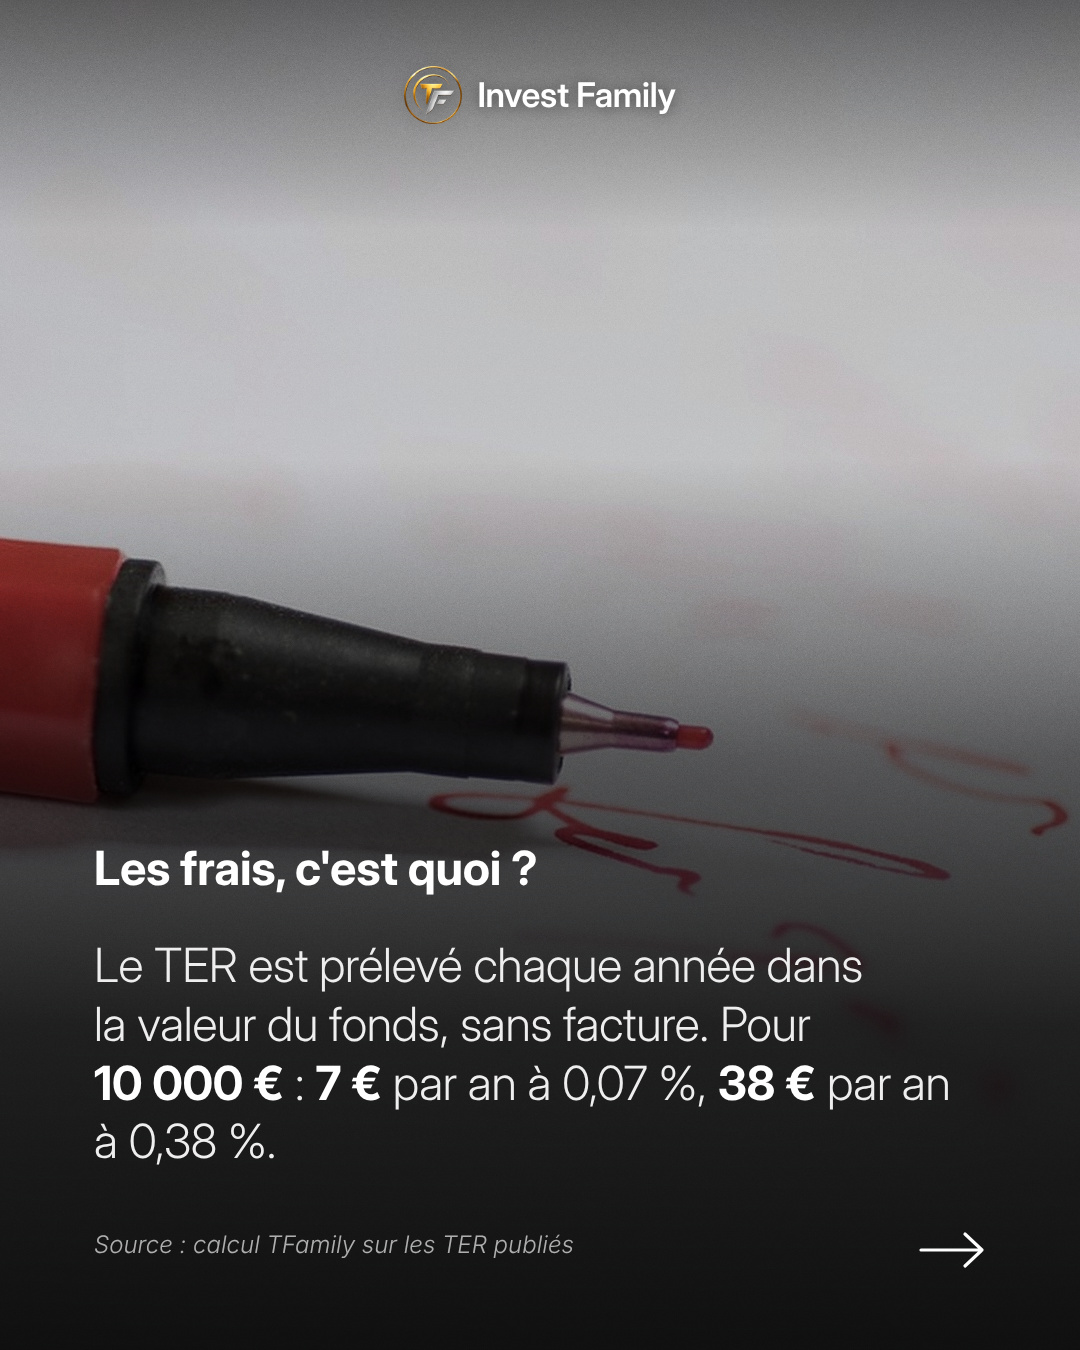 TF Invest Family
Les frais, c'est quoi ?
Le TER est prélevé chaque année dans
la valeur du fonds, sans facture. Pour
10 000 € : 7 € par an à 0,07 %, 38 € par an
à 0,38 %.
Source : calcul TFamily sur les TER publiés